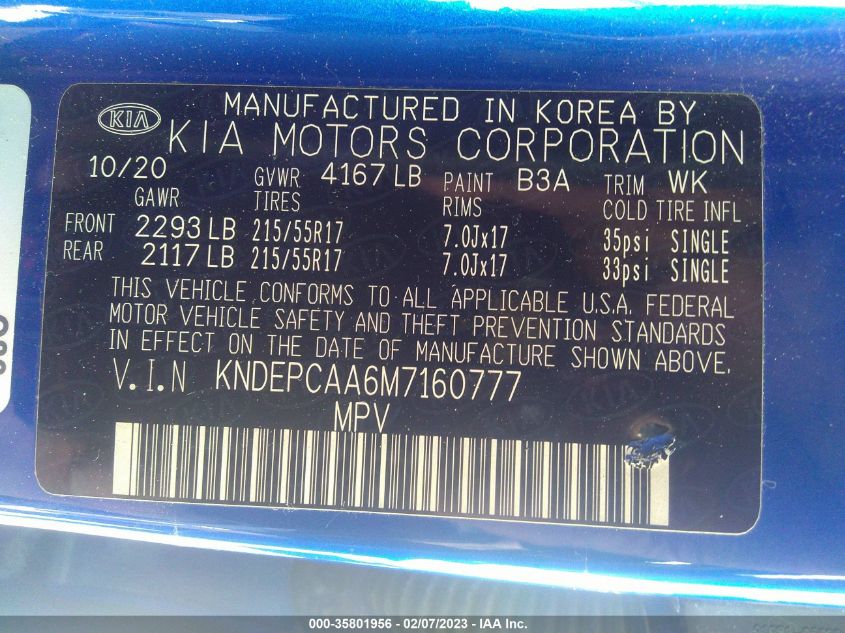 MANUFACTURED IN KOREA BY
KIA KIA MOTORS CORPORATION
10/20 GVWR 4167 LB PAINT B3A TRIM WK
GAWR TIRES RIMS COLD TIRE INFL
FRONT 2293 LB 215/55R17 7.0Jx17 35psi SINGLE
REAR 2117 LB 215/55R17 7.0Jx17 33psi SINGLE
THIS VEHICLE CONFORMS TO ALL APPLICABLE U.S.A. FEDERAL
MOTOR VEHICLE SAFETY AND THEFT PREVENTION STANDARDS
IN EFFECT ON THE DATE OF MANUFACTURE SHOWN ABOVE.
V.I.N KNDEPCAA6M7160777
MPV
000-35801956 - 02/07/2023 - IAA Inc.